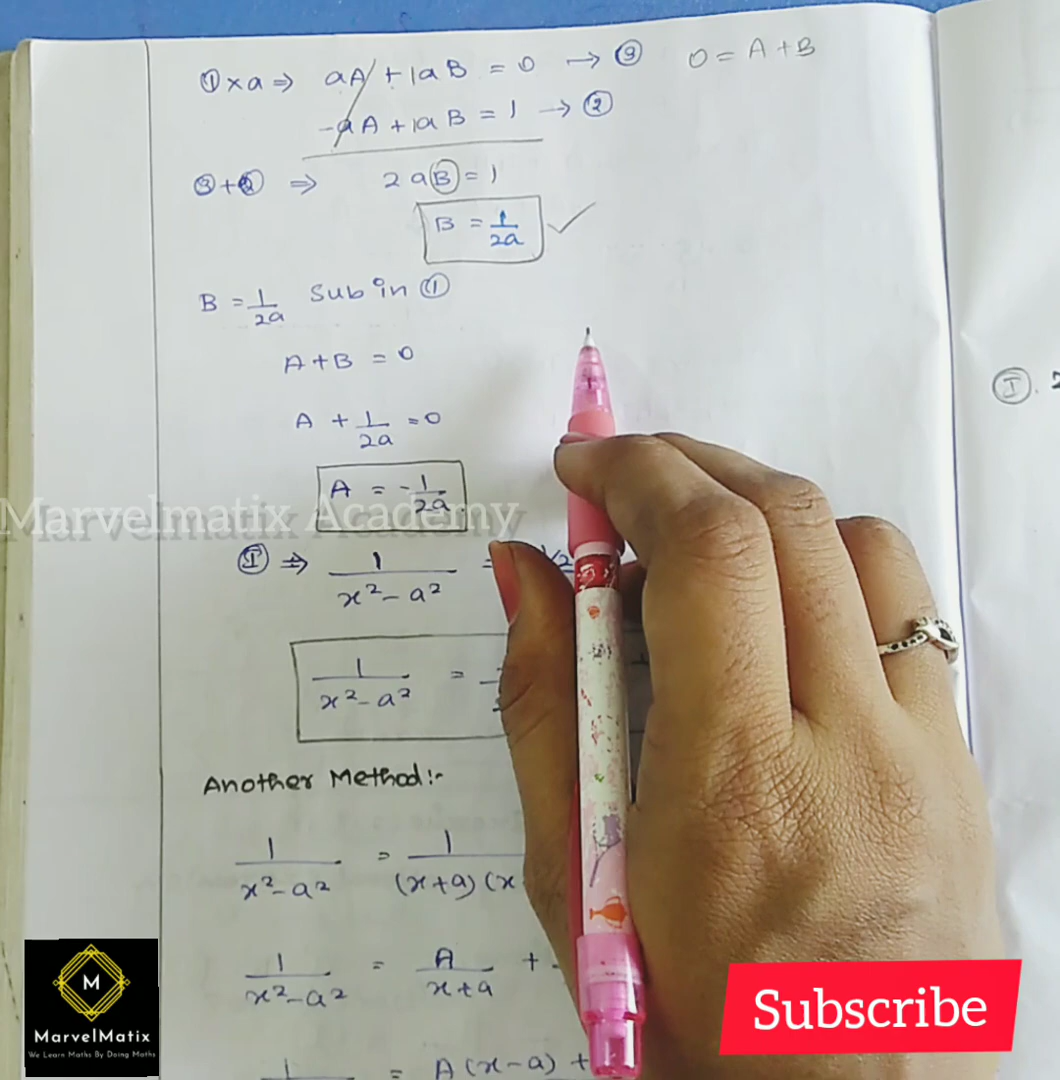 ① × a ⇒ aA + 1aB = 0 → ③ 0 = A + B
-aA + 1aB = 1 → ②
③ + ② ⇒ 2aB = 1
B = 1/2a ✓
B = 1/2a Sub in ①
A + B = 0
A + 1/2a = 0
A = -1/2a
Marvelmatix Academy
Ⓘ ⇒ 1/x² - a² =
Ⓘ.
1/x² - a² =
Another Method:-
1/x² - a² = 1/(x+a)(x
1/x² - a² = A/x+a +
1 = A(x-a) +
M
MarvelMatix
We Learn Maths By Doing Maths
Subscribe